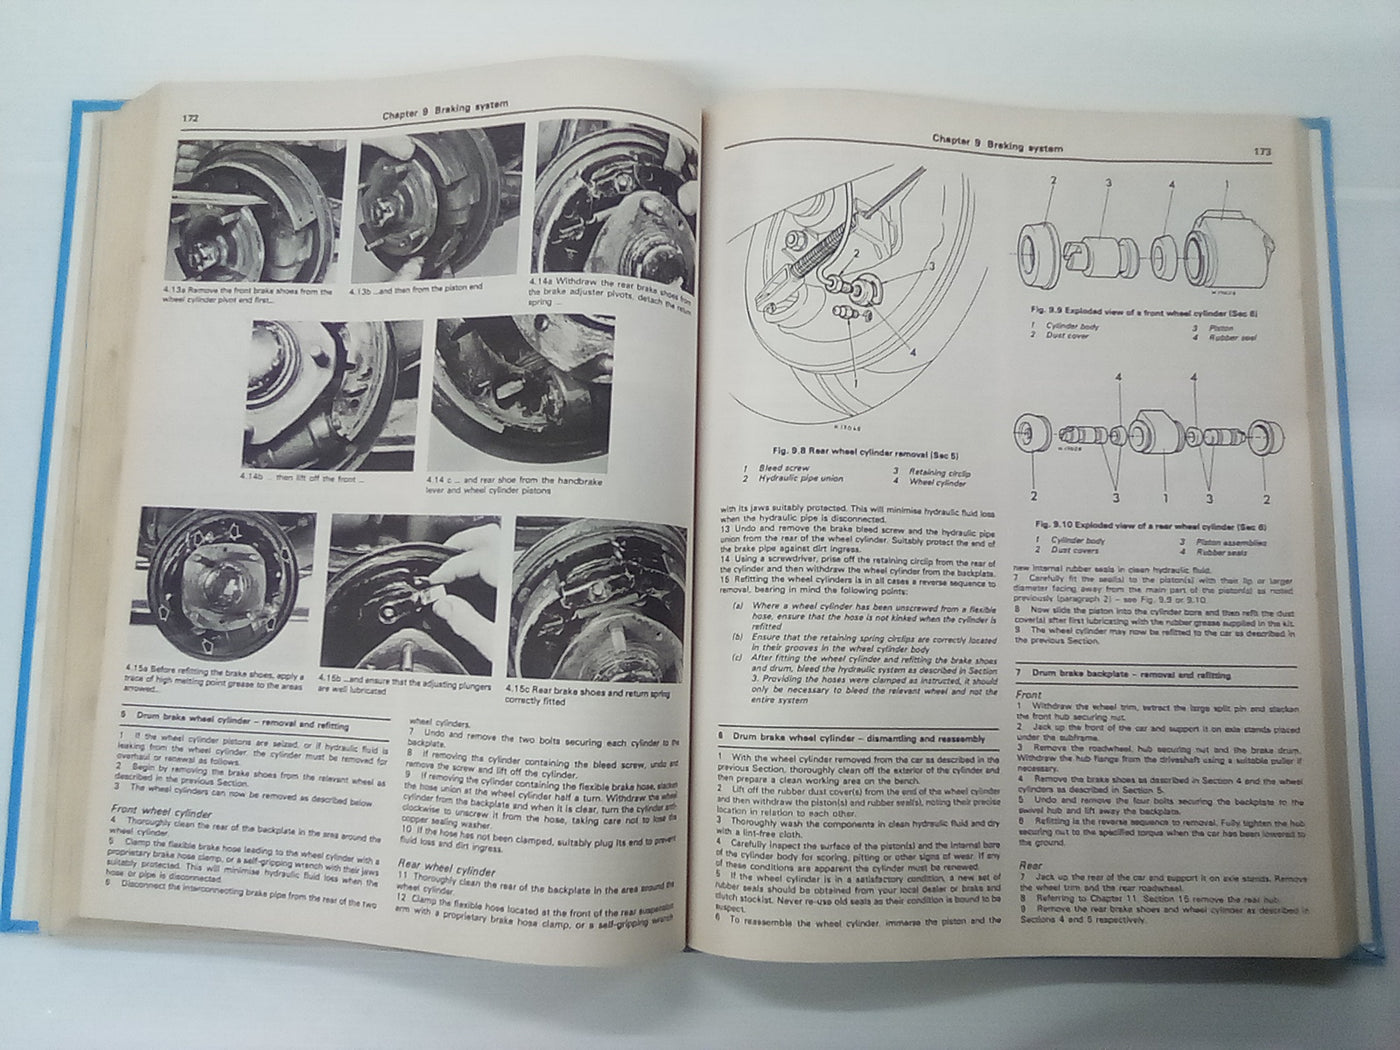 172
Chapter 9 Braking system
4.13a Remove the front brake shoes from the
wheel cylinder pivot end first...
4.13b ...and then from the piston end
4.14a Withdraw the rear brake shoes from
the brake adjuster pivots, detach the return
spring ...
4.14b ... then lift off the front ...
4.14 c ... and rear shoe from the handbrake
lever and wheel cylinder pistons
4.15a Before refitting the brake shoes, apply a
trace of high melting point grease to the areas
arrowed...
4.15b ...and ensure that the adjusting plungers
are well lubricated
4.15c Rear brake shoes and return spring
correctly fitted
5 Drum brake wheel cylinder – removal and refitting
1 If the wheel cylinder pistons are seized, or if hydraulic fluid is
leaking from the wheel cylinder, the cylinder must be removed for
overhaul or renewal as follows.
2 Begin by removing the brake shoes from the relevant wheel as
described in the previous Section.
3 The wheel cylinders can now be removed as described below
Front wheel cylinder
4 Thoroughly clean the rear of the backplate in the area around the
wheel cylinder.
5 Clamp the flexible brake hose leading to the wheel cylinder with a
proprietary brake hose clamp, or a self-gripping wrench with their jaws
suitably protected. This will minimise hydraulic fluid loss when the
hose or pipe is disconnected.
6 Disconnect the interconnecting brake pipe from the rear of the two
wheel cylinders.
7 Undo and remove the two bolts securing each cylinder to the
backplate.
8 If removing the cylinder containing the bleed screw, undo and
remove the screw and lift off the cylinder.
9 If removing the cylinder containing the flexible brake hose, slacken
the hose union at the wheel cylinder half a turn. Withdraw the wheel
cylinder from the backplate and when it is clear, turn the cylinder anti-
clockwise to unscrew it from the hose, taking care not to lose the
copper sealing washer.
10 If the hose has not been clamped, suitably plug its end to prevent
fluid loss and dirt ingress.
Rear wheel cylinder
11 Thoroughly clean the rear of the backplate in the area around the
wheel cylinder.
12 Clamp the flexible hose located at the front of the rear suspension
arm with a proprietary brake hose clamp, or a self-gripping wrench
Chapter 9 Braking system
173
2
3
4
1
H.13048
Fig. 9.8 Rear wheel cylinder removal (Sec 5)
1 Bleed screw
2 Hydraulic pipe union
3 Retaining circlip
4 Wheel cylinder
with its jaws suitably protected. This will minimise hydraulic fluid loss
when the hydraulic pipe is disconnected.
13 Undo and remove the brake bleed screw and the hydraulic pipe
union from the rear of the wheel cylinder. Suitably protect the end of
the brake pipe against dirt ingress.
14 Using a screwdriver, prise off the retaining circlip from the rear of
the cylinder and then withdraw the wheel cylinder from the backplate.
15 Refitting the wheel cylinders is in all cases a reverse sequence to
removal, bearing in mind the following points:
(a) Where a wheel cylinder has been unscrewed from a flexible
hose, ensure that the hose is not kinked when the cylinder is
refitted
(b) Ensure that the retaining spring circlips are correctly located
in their grooves in the wheel cylinder body
(c) After fitting the wheel cylinder and refitting the brake shoes
and drum, bleed the hydraulic system as described in Section
3. Providing the hoses were clamped as instructed, it should
only be necessary to bleed the relevant wheel and not the
entire system
6 Drum brake wheel cylinder – dismantling and reassembly
1 With the wheel cylinder removed from the car as described in the
previous Section, thoroughly clean off the exterior of the cylinder and
then prepare a clean working area on the bench.
2 Lift off the rubber dust cover(s) from the end of the wheel cylinder
and then withdraw the piston(s) and rubber seal(s), noting their precise
location in relation to each other.
3 Thoroughly wash the components in clean hydraulic fluid and dry
with a lint-free cloth.
4 Carefully inspect the surface of the piston(s) and the internal bore
of the cylinder body for scoring, pitting or other signs of wear. If any
of these conditions are apparent the cylinder must be renewed.
5 If the wheel cylinder is in a satisfactory condition, a new set of
rubber seals should be obtained from your local dealer or brake and
clutch stockist. Never re-use old seals as their condition is bound to be
suspect.
6 To reassemble the wheel cylinder, immerse the piston and the
2 3 4 1
Fig. 9.9 Exploded view of a front wheel cylinder (Sec 6)
1 Cylinder body
2 Dust cover
3 Piston
4 Rubber seal
4 4
2 3 1 3 2
Fig. 9.10 Exploded view of a rear wheel cylinder (Sec 6)
1 Cylinder body
2 Dust covers
3 Piston assemblies
4 Rubber seals
new internal rubber seals in clean hydraulic fluid.
7 Carefully fit the seal(s) to the piston(s) with their lip or larger
diameter facing away from the main part of the piston(s) as noted
previously (paragraph 2) – see Fig. 9.9 or 9.10
8 Now slide the piston into the cylinder bore and then refit the dust
cover(s) after first lubricating with the rubber grease supplied in the kit.
9 The wheel cylinder may now be refitted to the car as described in
the previous Section.
7 Drum brake backplate – removal and refitting
Front
1 Withdraw the wheel trim, extract the large split pin and slacken
the front hub securing nut.
2 Jack up the front of the car and support it on axle stands placed
under the subframe.
3 Remove the roadwheel, hub securing nut and the brake drum.
Withdraw the hub flange from the driveshaft using a suitable puller if
necessary.
4 Remove the brake shoes as described in Section 4 and the wheel
cylinders as described in Section 5.
5 Undo and remove the four bolts securing the backplate to the
swivel hub and lift away the backplate.
6 Refitting is the reverse sequence to removal. Fully tighten the hub
securing nut to the specified torque when the car has been lowered to
the ground.
Rear
7 Jack up the rear of the car and support it on axle stands. Remove
the wheel trim and the rear roadwheel.
8 Referring to Chapter 11 Section 15 remove the rear hub.
9 Remove the rear brake shoes and wheel cylinder as described in
Sections 4 and 5 respectively.